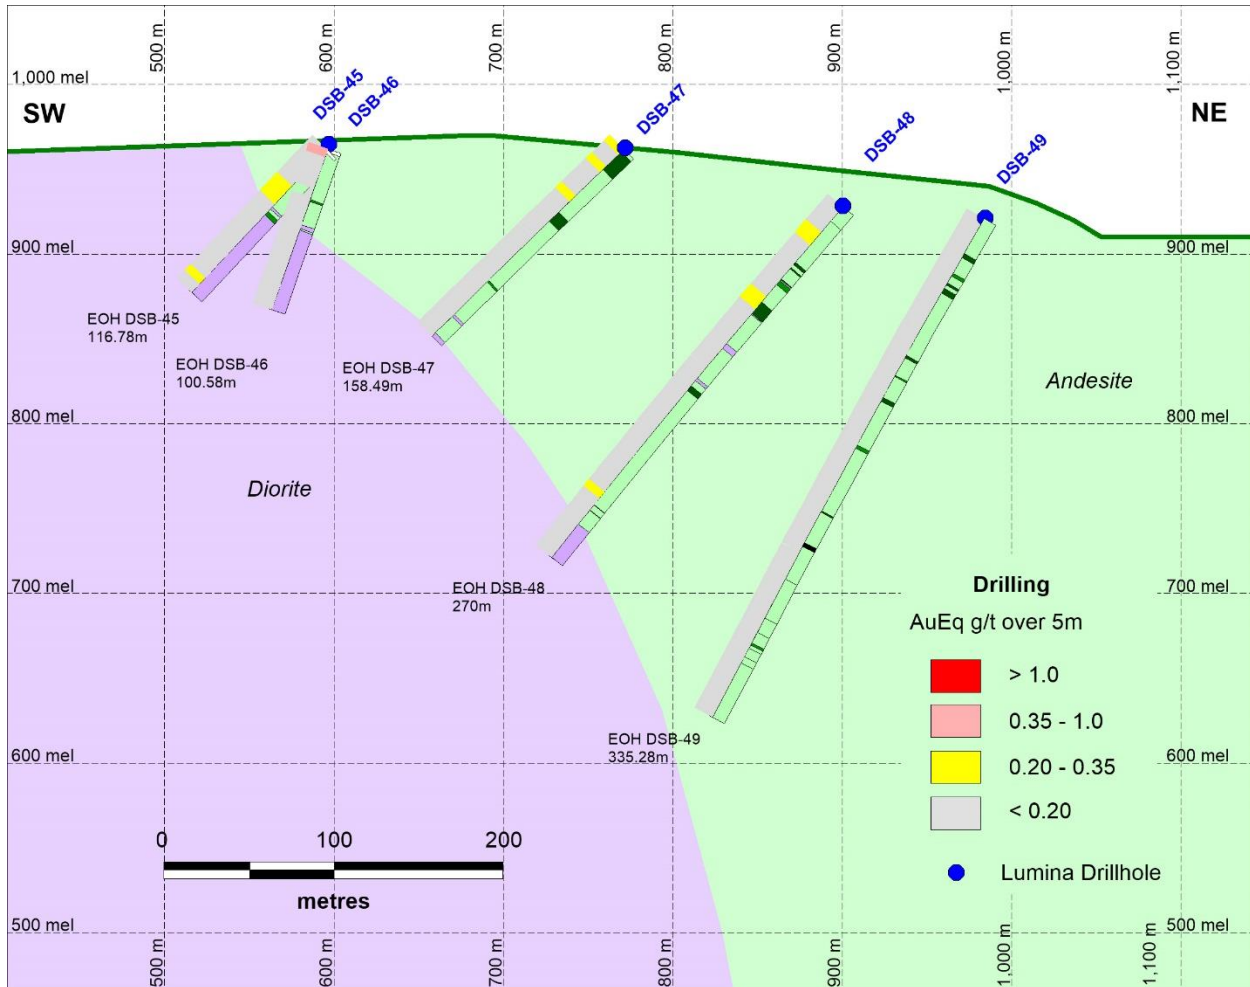 500 m
600 m
700 m
800 m
900 m
1,000 m
1,100 m
1,000 mel
1,000 mel
SW
NE
DSB-45
DSB-46
DSB-47
DSB-48
DSB-49
900 mel
900 mel
EOH DSB-45
116.78m
EOH DSB-46
100.58m
EOH DSB-47
158.49m
Andesite
800 mel
800 mel
Diorite
EOH DSB-48
270m
700 mel
700 mel
EOH DSB-49
335.28m
600 mel
600 mel
Drilling
AuEq g/t over 5m
> 1.0
0.35 - 1.0
0.20 - 0.35
< 0.20
Lumina Drillhole
0 100 200
metres
500 mel
500 mel
500 m
600 m
700 m
800 m
900 m
1,000 m
1,100 m